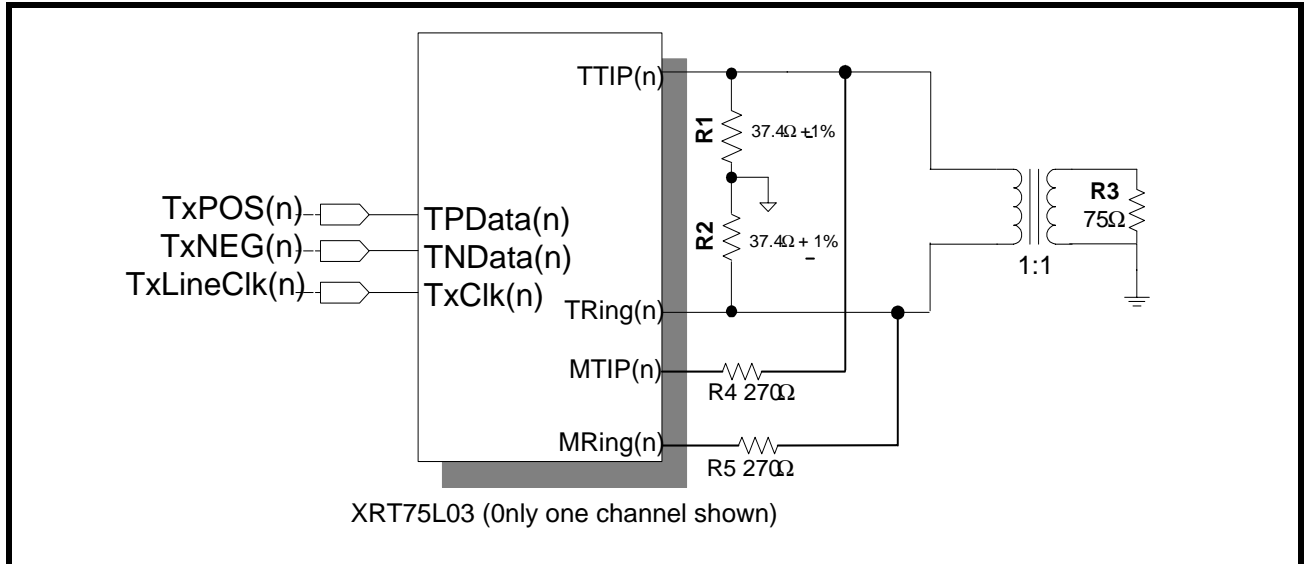 TTIP(n)
R1
37.4Ω ±1%
TxPOS(n)
TPData(n)
TxNEG(n)
TNData(n)
TxLineClk(n)
TxClk(n)
R2
37.4Ω ± 1%
R3
75Ω
1:1
TRing(n)
MTIP(n)
R4 270Ω
MRing(n)
R5 270Ω
XRT75L03 (0nly one channel shown)